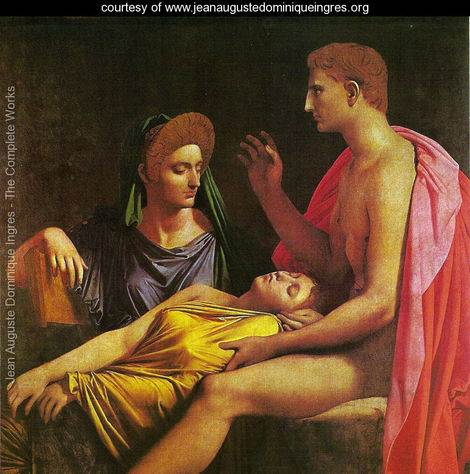 courtesy of www.jeanaugustedominiqueingres.org
Jean Auguste Dominique Ingres - The Complete Works